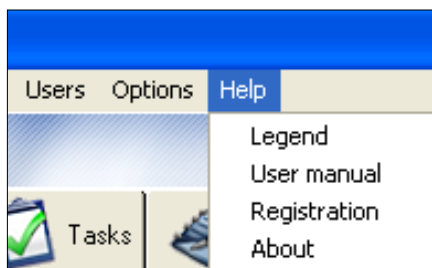 Users Options Help
Legend
User manual
Registration
Tasks
About